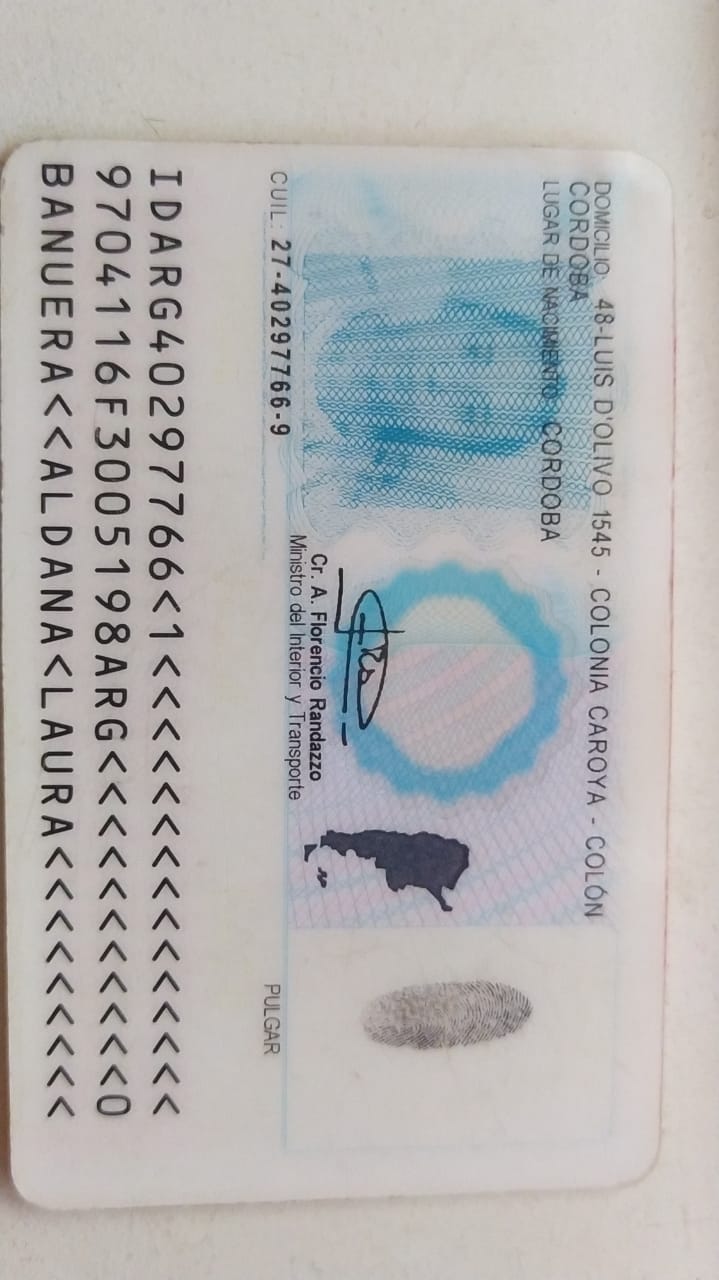 DOMICILIO: 48-LUIS D'OLIVO 1545 - COLONIA CAROYA - COLÓN
CORDOBA
LUGAR DE NACIMIENTO: CORDOBA
Cr. A. Florencio Randazzo
Ministro del Interior y Transporte
CUIL: 27-40297766-9
PULGAR
IDARG40297766<1<<<<<<<<<<<<<<<
9704116F3005198ARG<<<<<<<<<<<0
BANUERA<<ALDANA<LAURA<<<<<<<<<